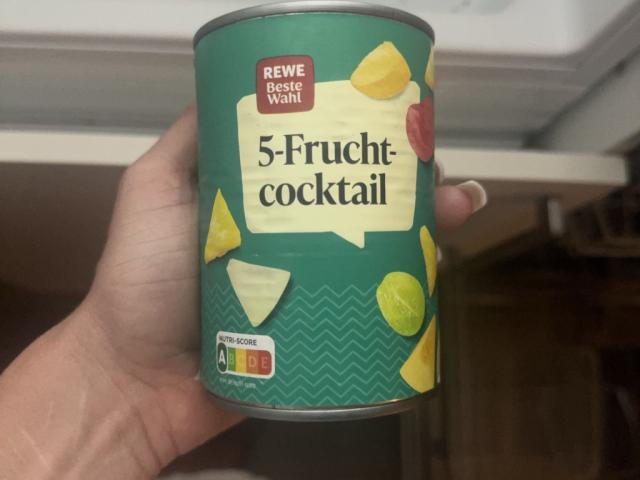 REWE
Beste
Wahl
5-Frucht-
cocktail
NUTRI-SCORE
A B C D E